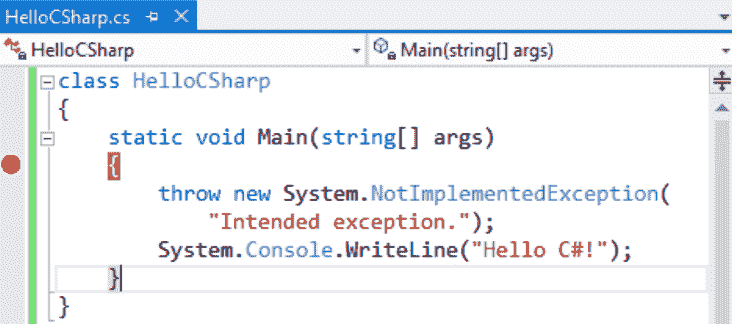 HelloCSharp.cs
HelloCSharp Main(string[] args)
class HelloCSharp
{
    static void Main(string[] args)
    {
        throw new System.NotImplementedException(
            "Intended exception.");
        System.Console.WriteLine("Hello C#!");
    }
}